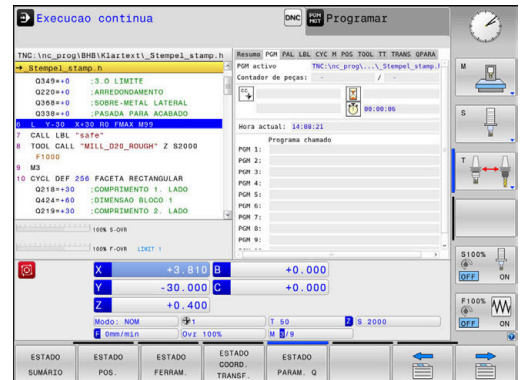 Execucao continua
DNC
PGM MGT
Programar
TNC:\nc_prog\BHB\Klartext\_Stempel_stamp.h
→_Stempel_stamp.h
Q349=+0 ;3.O LIMITE
Q220=+0 ;ARREDONDAMENTO
Q368=+0 ;SOBRE-METAL LATERAL
Q338=+0 ;PASADA PARA ACABADO
6 L Y-30 X+30 R0 FMAX M99
7 CALL LBL "safe"
8 TOOL CALL "MILL_D20_ROUGH" Z S2000
F1000
9 M3
10 CYCL DEF 256 FACETA RECTANGULAR
Q218=+30 ;COMPRIMENTO 1. LADO
Q424=+60 ;DIMENSAO BLOCO 1
Q219=+30 ;COMPRIMENTO 2. LADO
100% S-OVR
100% F-OVR LIMIT 1
Resumo PGM PAL LBL CYC M POS TOOL TT TRANS QPARA
PGM activo TNC:\nc_prog\...\_Stempel_stamp.h
Contador de peças: - / -
CC
00:00:06
Hora actual: 14:08:21
Programa chamado
PGM 1:
PGM 2:
PGM 3:
PGM 4:
PGM 5:
PGM 6:
PGM 7:
PGM 8:
PGM 9:
X +3.810 B +0.000
Y -30.000 C +0.000
Z +0.400
Modo: NOM 1 T 50 Z S 2000
F 0mm/min Ovr 100% M 5/9
M
S
T
S100%
OFF ON
F100%
OFF ON
ESTADO SUMÁRIO
ESTADO POS.
ESTADO FERRAM.
ESTADO COORD. TRANSF.
ESTADO PARAM. Q